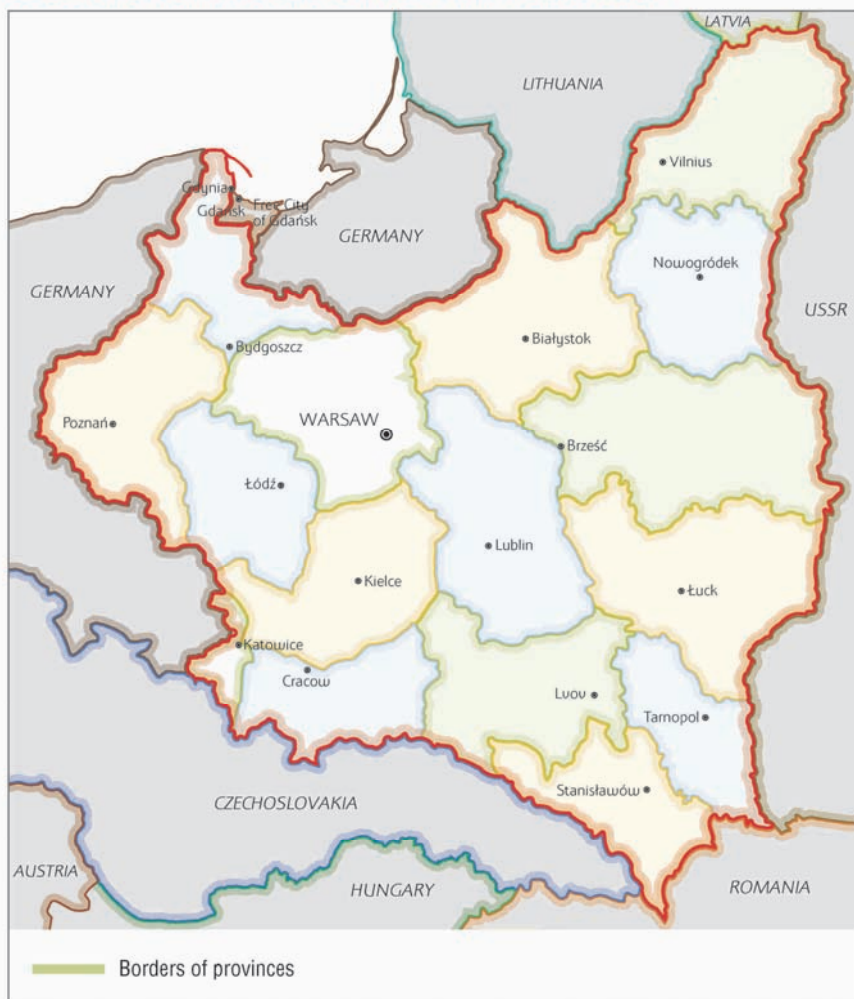 LATVIA
LITHUANIA
Vilnius
Gdynia
Gdańsk
Free City
of Gdańsk
GERMANY
Nowogródek
GERMANY
USSR
Białystok
Bydgoszcz
Poznań
WARSAW
Brześć
Łódź
Lublin
Kielce
Łuck
Katowice
Cracow
Lvov
Tarnopol
Stanisławów
CZECHOSLOVAKIA
AUSTRIA
HUNGARY
ROMANIA
Borders of provinces